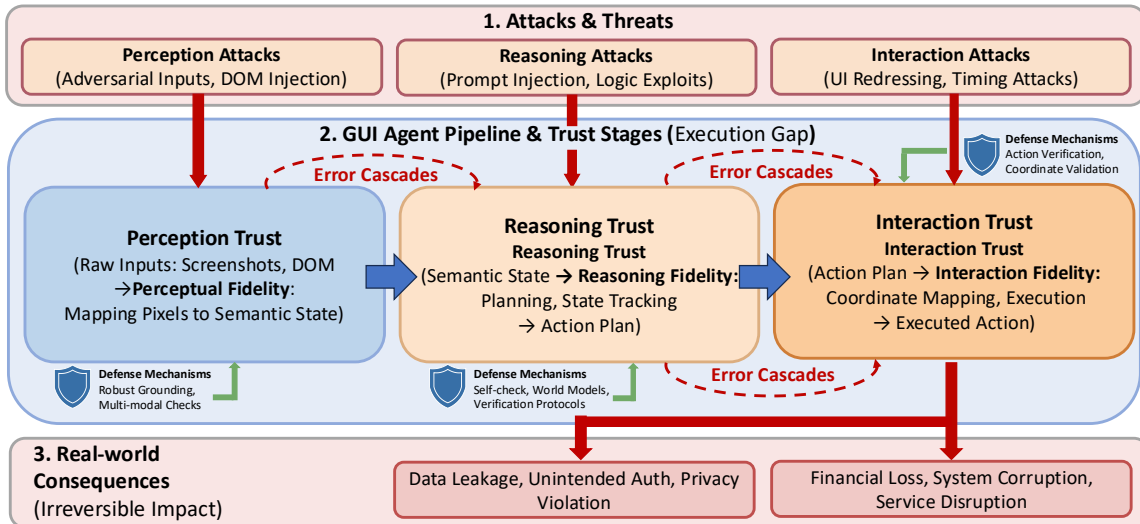 1. Attacks & Threats
Perception Attacks
(Adversarial Inputs, DOM Injection)
Reasoning Attacks
(Prompt Injection, Logic Exploits)
Interaction Attacks
(UI Redressing, Timing Attacks)
2. GUI Agent Pipeline & Trust Stages (Execution Gap)
Defense Mechanisms
Action Verification,
Coordinate Validation
Error Cascades
Error Cascades
Perception Trust
(Raw Inputs: Screenshots, DOM
→Perceptual Fidelity:
Mapping Pixels to Semantic State)
Reasoning Trust
Reasoning Trust
(Semantic State → Reasoning Fidelity:
Planning, State Tracking
→ Action Plan)
Interaction Trust
Interaction Trust
(Action Plan → Interaction Fidelity:
Coordinate Mapping, Execution
→ Executed Action)
Defense Mechanisms
Robust Grounding,
Multi-modal Checks
Defense Mechanisms
Self-check, World Models,
Verification Protocols
Error Cascades
3. Real-world
Consequences
(Irreversible Impact)
Data Leakage, Unintended Auth, Privacy
Violation
Financial Loss, System Corruption,
Service Disruption